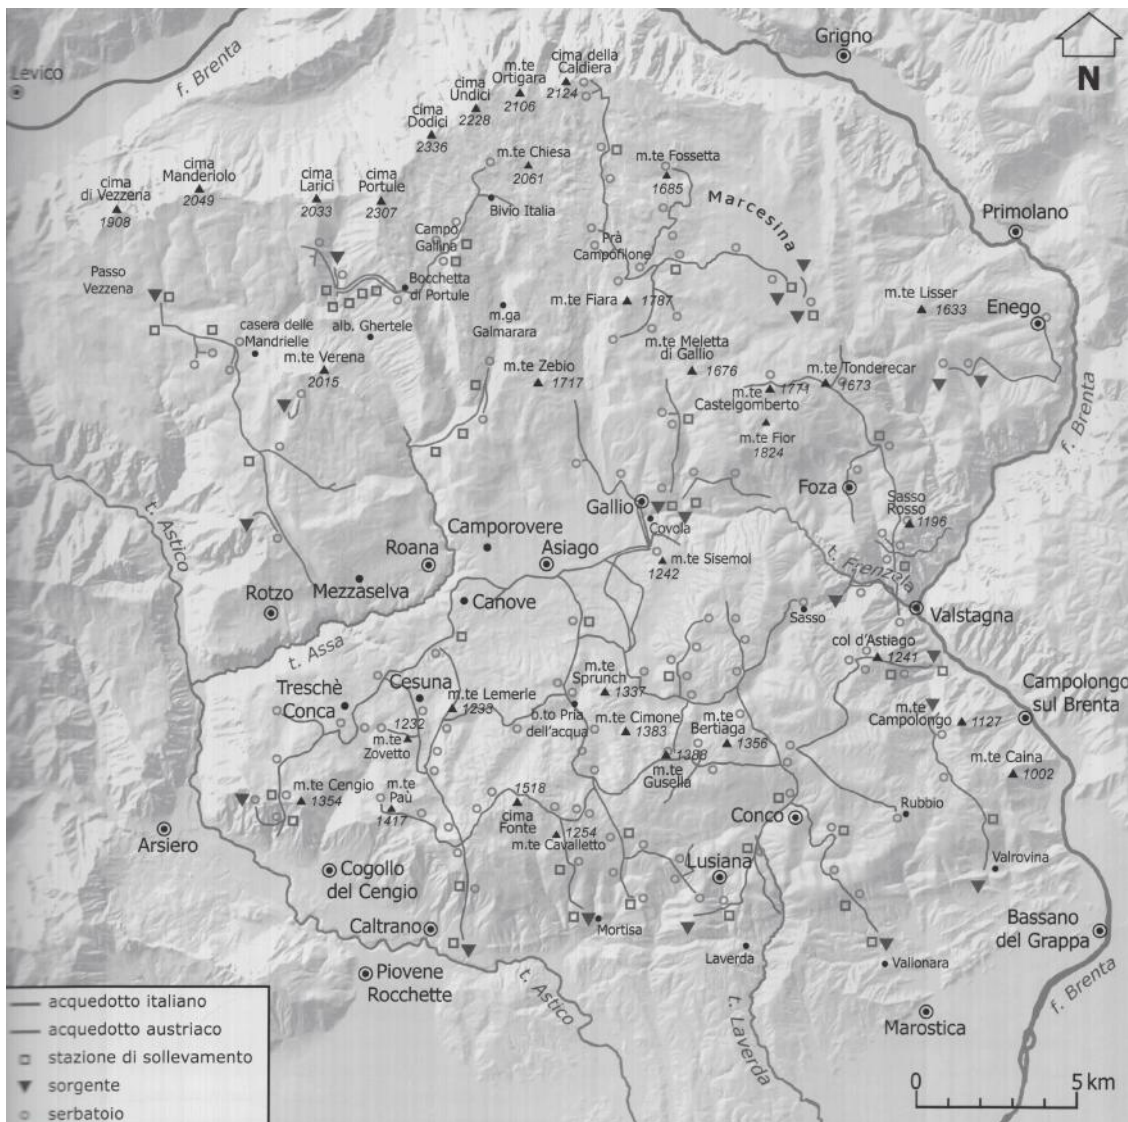 Grigno
N
Levico
f. Brenta
cima della
Caldiera
2124
m.te
Ortigara
2106
cima
Undici
2228
cima
Dodici
2336
m.te Chiesa
2061
m.te Fossetta
1685
cima
Manderiolo
2049
cima
di Vezzena
1908
cima
Larici
2033
cima
Portule
2307
Bivio Italia
Marcesina
Primolano
Campo
Gallina
Prà
Campofilone
Passo
Vezzena
Bocchetta
di Portule
m.te Fiara
1787
m.te Lisser
1633
Enego
casera delle
Mandrielle
alb. Ghertele
m.ga
Galmarara
m.te Verena
2015
m.te Zebio
1717
m.te Meletta
di Gallio
1676
m.te Tonderecar
1673
m.te
Castelgomberto
1771
m.te Fior
1824
f. Brenta
t. Astico
Gallio
Foza
Sasso
Rosso
1196
Covola
Camporovere
Roana
Asiago
m.te Sisemol
1242
t. Frenzela
Rotzo
Mezzaselva
Canove
Sasso
Valstagna
t. Assa
col d'Astiago
1241
Treschè
Conca
Cesuna
m.te Lemerle
1233
m.te
Sprunch
1337
Campolongo
sul Brenta
1232
m.te
Zovetto
b.to Pria
dell'acqua
m.te Cimone
1383
m.te
Bertiaga
1356
m.te
Campolongo
1127
m.te
Gusella
1388
m.te Caina
1002
m.te Cengio
1354
m.te
Paù
1417
1518
cima
Fonte
1254
m.te Cavalletto
Conco
Rubbio
Arsiero
Cogollo
del Cengio
Lusiana
Valrovina
Caltrano
Mortisa
Bassano
del Grappa
Laverda
Vallonara
Piovene
Rocchette
t. Astico
t. Laverda
Marostica
f. Brenta
acquedotto italiano
acquedotto austriaco
stazione di sollevamento
sorgente
serbatoio
0
5 km